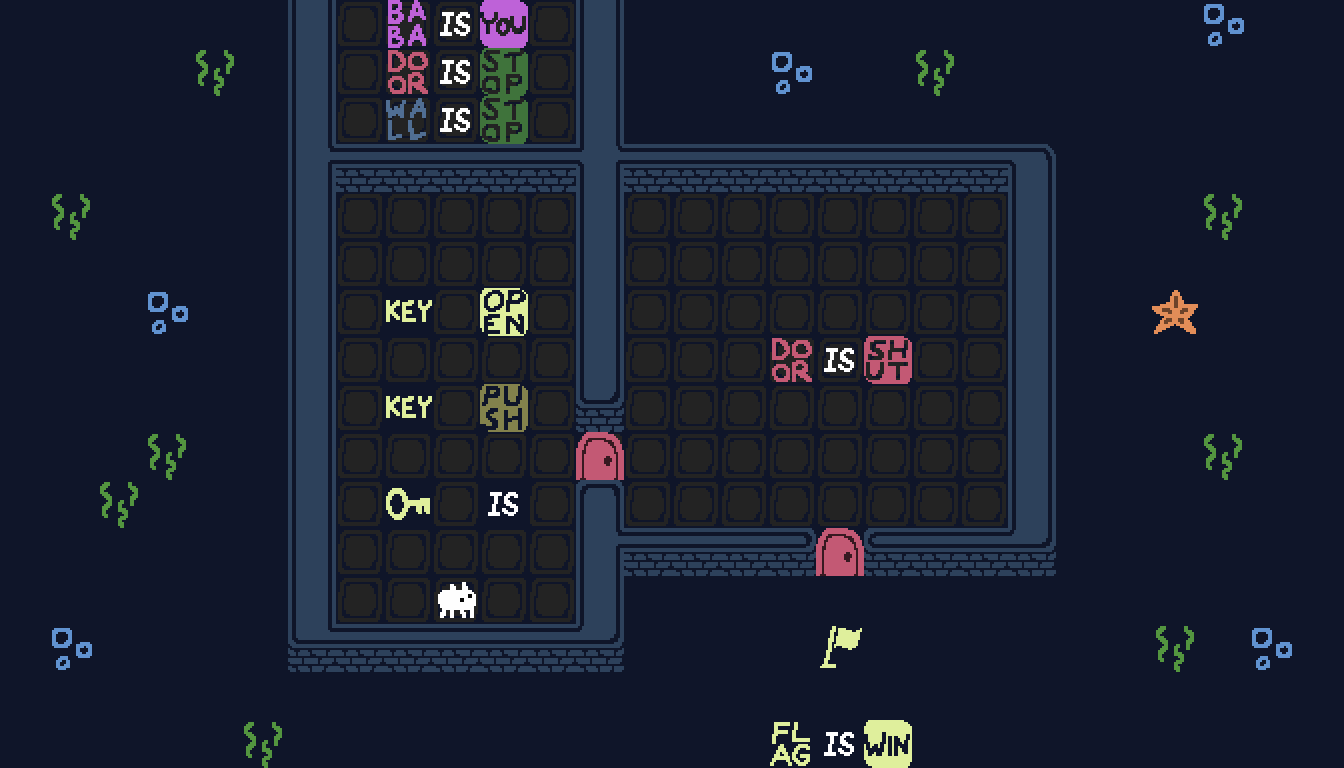 BABA IS YOU
DOOR IS STOP
WALL IS STOP
KEY OPEN
DOOR IS SHUT
KEY PUSH
IS
FLAG IS WIN